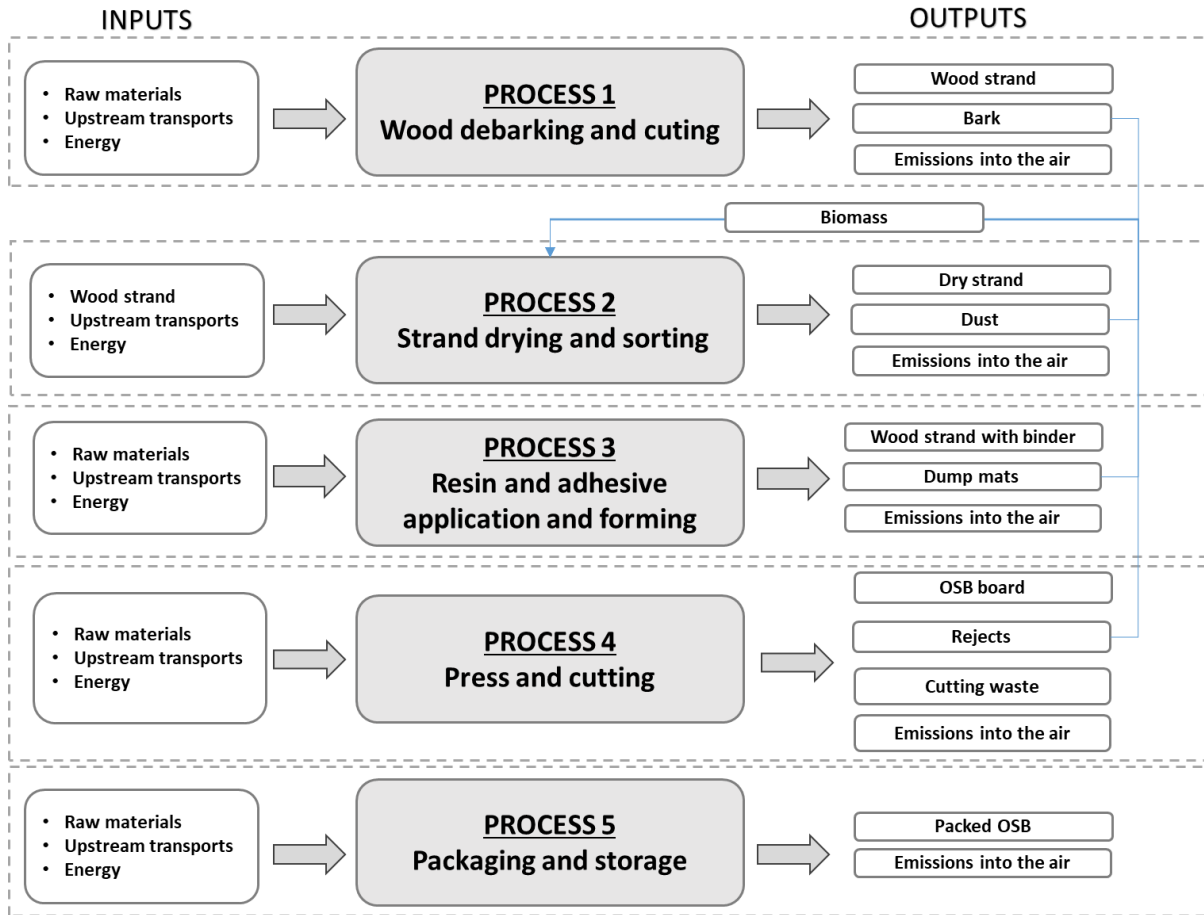 INPUTS
OUTPUTS
• Raw materials
• Upstream transports
• Energy
PROCESS 1
Wood debarking and cuting
Wood strand
Bark
Emissions into the air
Biomass
• Wood strand
• Upstream transports
• Energy
PROCESS 2
Strand drying and sorting
Dry strand
Dust
Emissions into the air
• Raw materials
• Upstream transports
• Energy
PROCESS 3
Resin and adhesive
application and forming
Wood strand with binder
Dump mats
Emissions into the air
• Raw materials
• Upstream transports
• Energy
PROCESS 4
Press and cutting
OSB board
Rejects
Cutting waste
Emissions into the air
• Raw materials
• Upstream transports
• Energy
PROCESS 5
Packaging and storage
Packed OSB
Emissions into the air